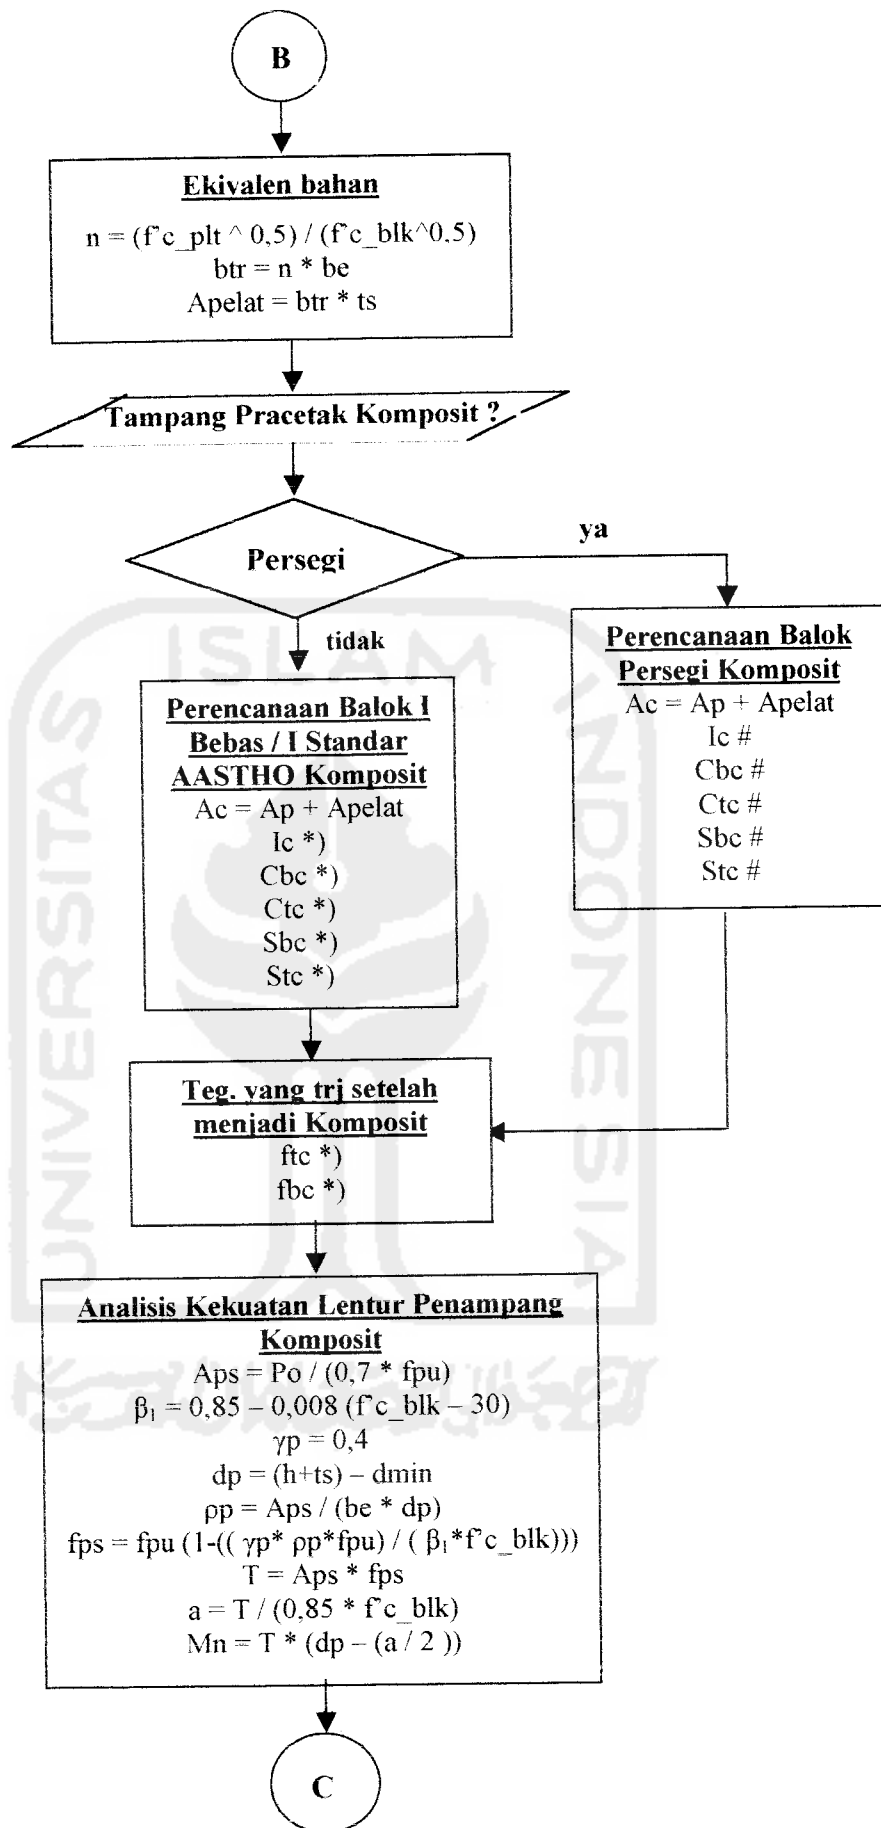 B
Ekivalen bahan
n = (f'c_plt ^ 0,5) / (f'c_blk^0,5)
btr = n * be
Apelat = btr * ts
Tampang Pracetak Komposit ?
Persegi
ya
tidak
Perencanaan Balok
Persegi Komposit
Ac = Ap + Apelat
Ic #
Cbc #
Ctc #
Sbc #
Stc #
Perencanaan Balok I
Bebas / I Standar
AASTHO Komposit
Ac = Ap + Apelat
Ic *)
Cbc *)
Ctc *)
Sbc *)
Stc *)
Teg. yang trj setelah
menjadi Komposit
ftc *)
fbc *)
Analisis Kekuatan Lentur Penampang
Komposit
Aps = Po / (0,7 * fpu)
β₁ = 0,85 – 0,008 (f'c_blk – 30)
γp = 0,4
dp = (h+ts) – dmin
ρp = Aps / (be * dp)
fps = fpu (1-(( γp* ρp*fpu) / ( β₁*f'c_blk)))
T = Aps * fps
a = T / (0,85 * f'c_blk)
Mn = T * (dp – (a / 2 ))
C
UNIVERSITAS
ISLAM
INDONESIA